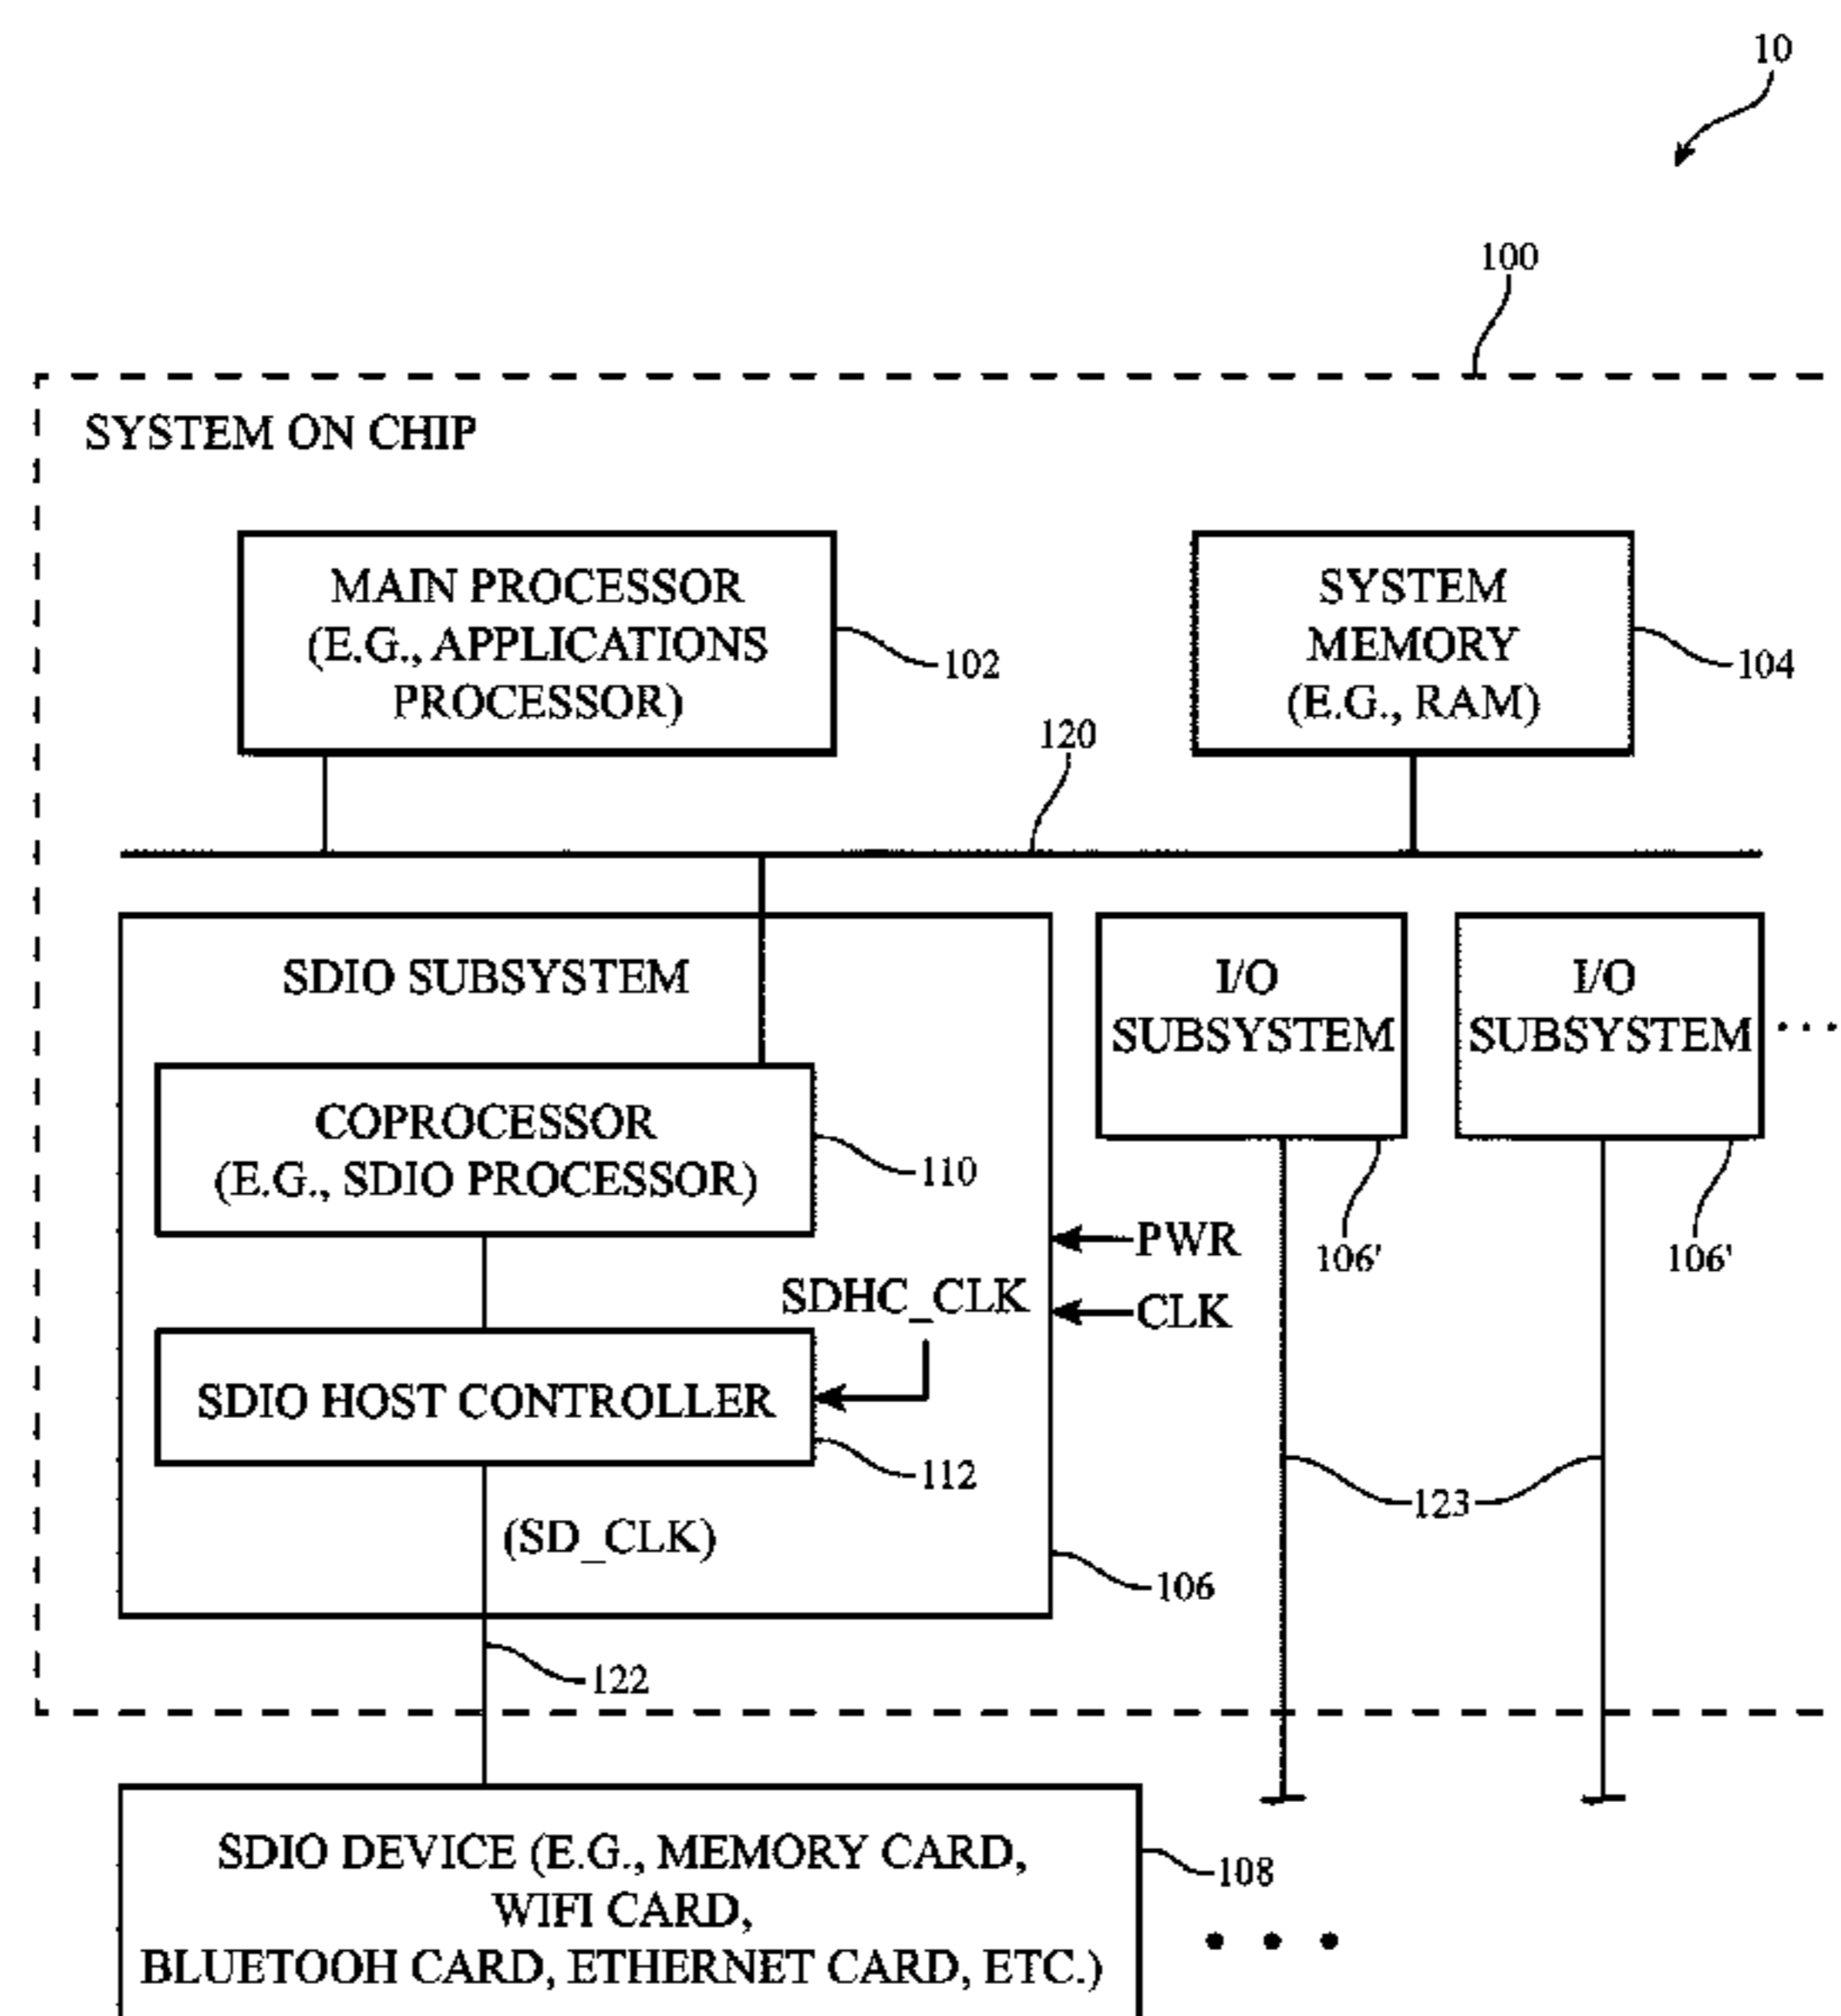 10
100
SYSTEM ON CHIP
MAIN PROCESSOR
(E.G., APPLICATIONS
PROCESSOR)
102
SYSTEM
MEMORY
(E.G., RAM)
104
120
SDIO SUBSYSTEM
I/O
SUBSYSTEM
I/O
SUBSYSTEM
...
COPROCESSOR
(E.G., SDIO PROCESSOR)
110
PWR
106'
106'
SDHC_CLK
CLK
SDIO HOST CONTROLLER
112
123
(SD_CLK)
106
122
SDIO DEVICE (E.G., MEMORY CARD,
WIFI CARD,
BLUETOOH CARD, ETHERNET CARD, ETC.)
108
• • •